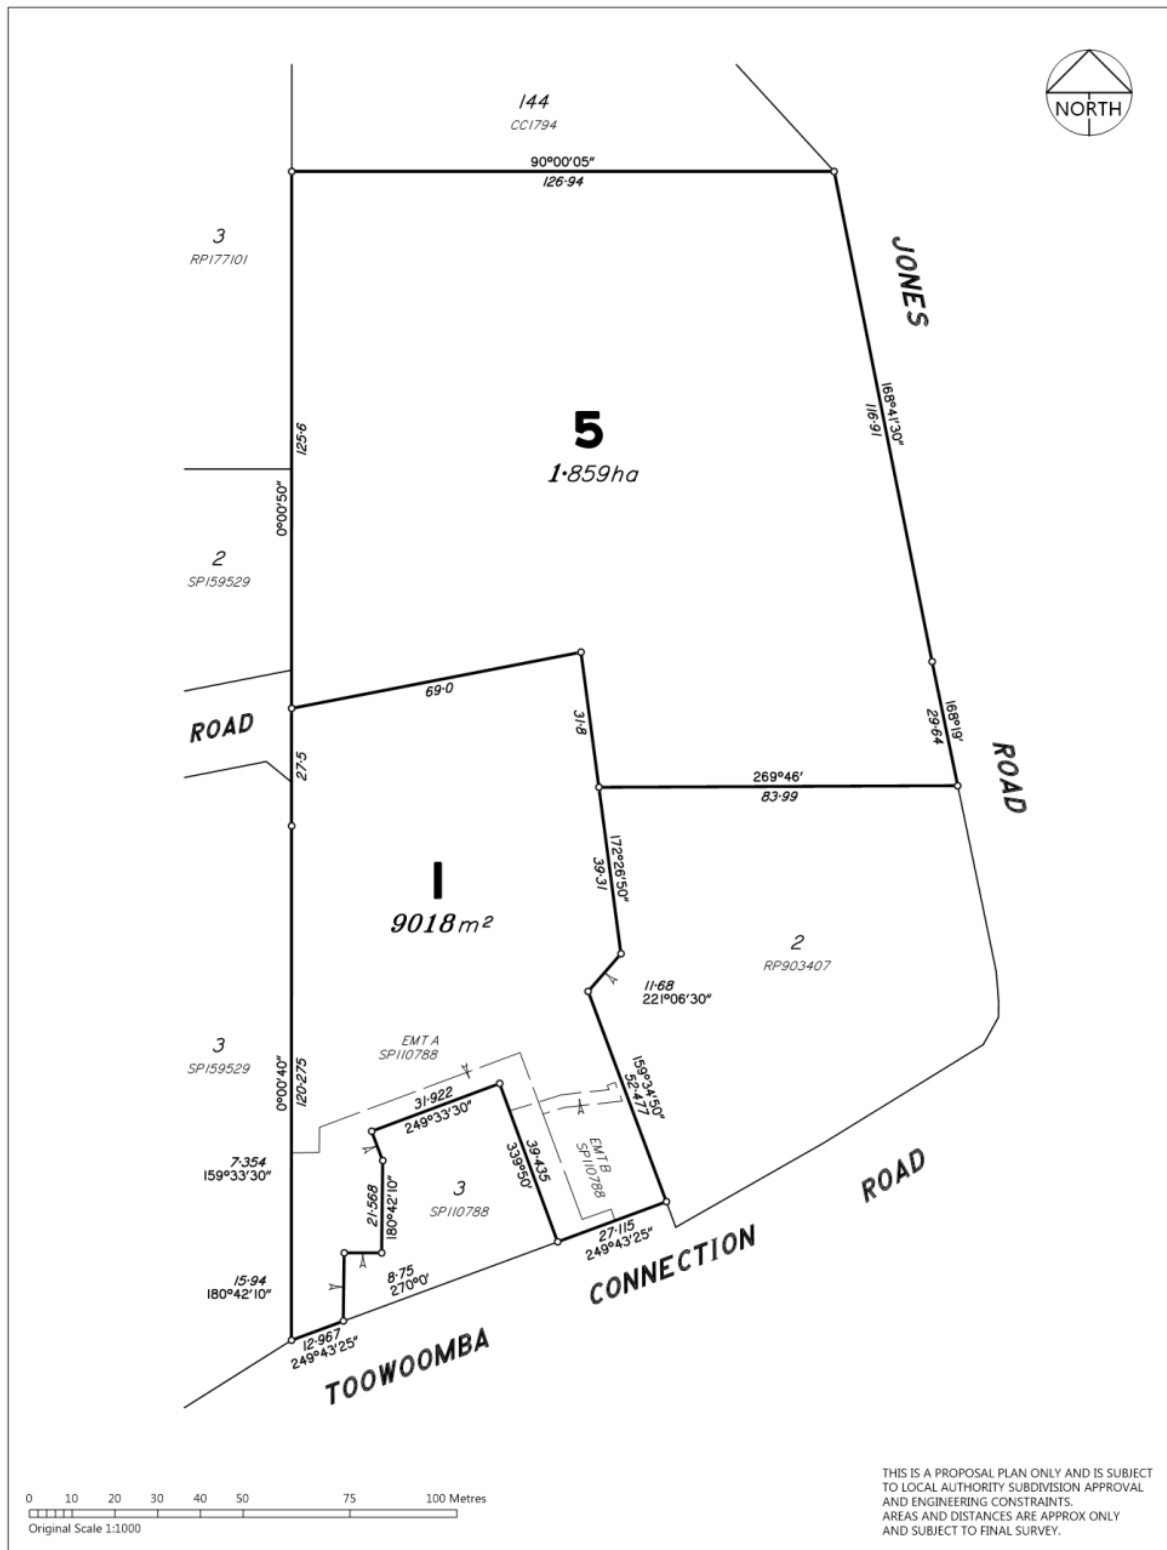 144
CC1794
NORTH
90°00'05"
126·94
3
RP177101
JONES
125·6
168°41'30"
116·91
5
1·859ha
0°00'50"
2
SP159529
69·0
31·8
168°19'
29·64
ROAD
27·5
269°46'
83·99
ROAD
1
9018m²
172°26'50"
39·31
2
RP903407
11·68
221°06'30"
3
SP159529
0°00'40"
120·275
EMT A
SP110788
31·922
249°33'30"
159°34'50"
52·477
7·354
159°33'30"
39·435
339°50'
EMT B
SP110788
21·568
180°42'10"
3
SP110788
ROAD
27·115
249°43'25"
15·94
180°42'10"
8·75
270°0'
CONNECTION
12·967
249°43'25"
TOOWOOMBA
0 10 20 30 40 50 75 100 Metres
Original Scale 1:1000
THIS IS A PROPOSAL PLAN ONLY AND IS SUBJECT
TO LOCAL AUTHORITY SUBDIVISION APPROVAL
AND ENGINEERING CONSTRAINTS.
AREAS AND DISTANCES ARE APPROX ONLY
AND SUBJECT TO FINAL SURVEY.